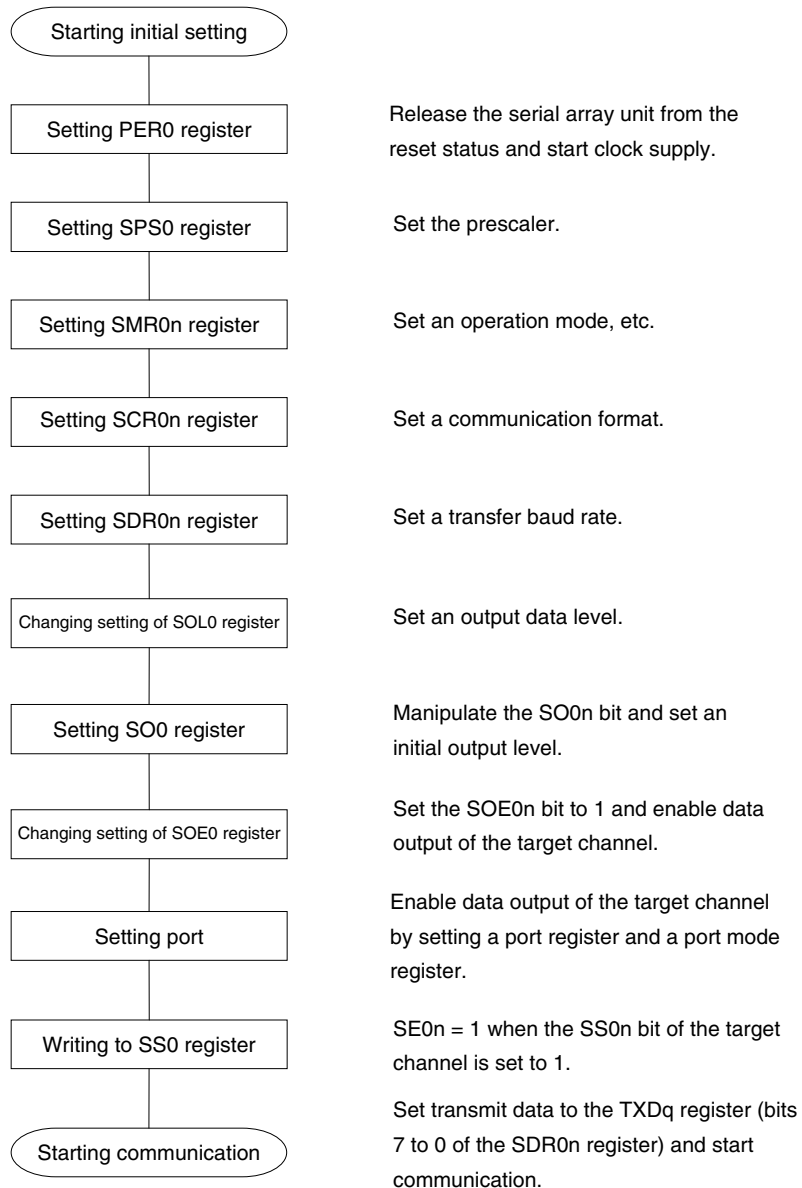 Starting initial setting
Setting PER0 register
Release the serial array unit from the
reset status and start clock supply.
Setting SPS0 register
Set the prescaler.
Setting SMR0n register
Set an operation mode, etc.
Setting SCR0n register
Set a communication format.
Setting SDR0n register
Set a transfer baud rate.
Changing setting of SOL0 register
Set an output data level.
Setting SO0 register
Manipulate the SO0n bit and set an
initial output level.
Changing setting of SOE0 register
Set the SOE0n bit to 1 and enable data
output of the target channel.
Setting port
Enable data output of the target channel
by setting a port register and a port mode
register.
Writing to SS0 register
SE0n = 1 when the SS0n bit of the target
channel is set to 1.
Starting communication
Set transmit data to the TXDq register (bits
7 to 0 of the SDR0n register) and start
communication.